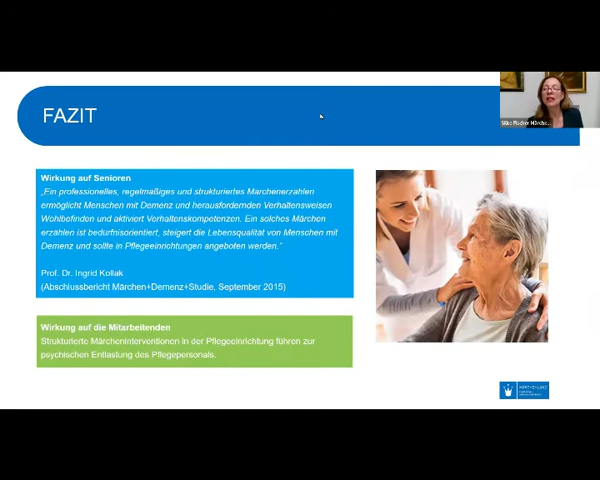 FAZIT
Wirkung auf Senioren
„Ein professionelles, regelmäßiges und strukturiertes Märchenerzählen
ermöglicht Menschen mit Demenz und herausfordernden Verhaltensweisen
Wohlbefinden und aktiviert Verhaltenskompetenzen. Ein solches Märchen
erzählen ist bedürfnisorientiert, steigert die Lebensqualität von Menschen mit
Demenz und sollte in Pflegeeinrichtungen angeboten werden."
Prof. Dr. Ingrid Kollak
(Abschlussbericht Märchen+Demenz+Studie, September 2015)
Wirkung auf die Mitarbeitenden
Strukturierte Märcheninterventionen in der Pflegeeinrichtung führen zur
psychischen Entlastung des Pflegepersonals.
MÄRCHENLAND